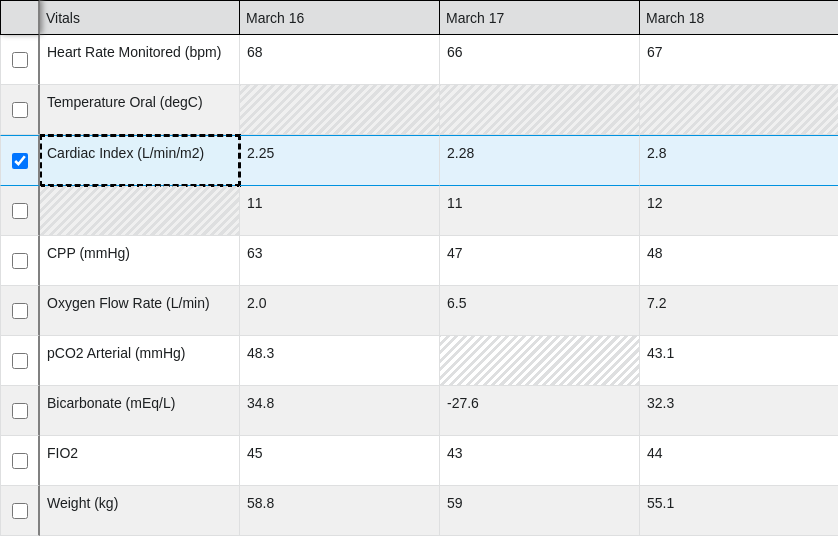 Vitals March 16 March 17 March 18
Heart Rate Monitored (bpm) 68 66 67
Temperature Oral (degC)
Cardiac Index (L/min/m2) 2.25 2.28 2.8
11 11 12
CPP (mmHg) 63 47 48
Oxygen Flow Rate (L/min) 2.0 6.5 7.2
pCO2 Arterial (mmHg) 48.3 43.1
Bicarbonate (mEq/L) 34.8 -27.6 32.3
FIO2 45 43 44
Weight (kg) 58.8 59 55.1